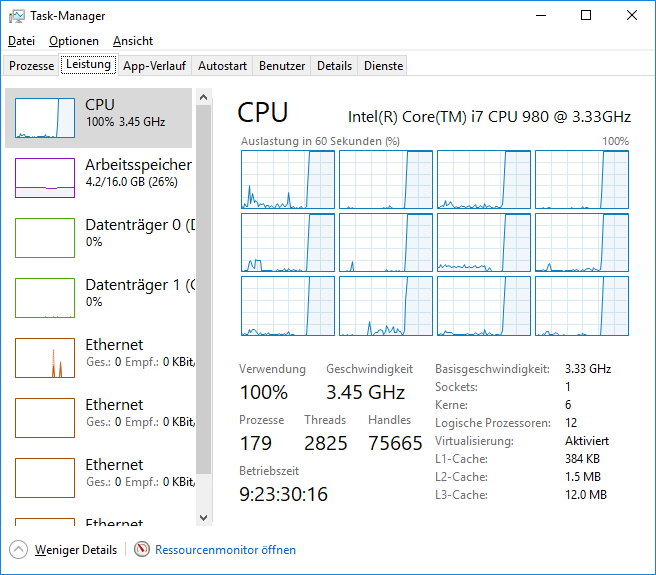 Task-Manager
Datei Optionen Ansicht
Prozesse Leistung App-Verlauf Autostart Benutzer Details Dienste
CPU
100% 3.45 GHz
Arbeitsspeicher
4.2/16.0 GB (26%)
Datenträger 0 (D
0%
Datenträger 1 (C
0%
Ethernet
Ges.: 0 Empf.: 0 KBit/
Ethernet
Ges.: 0 Empf.: 0 KBit/
Ethernet
Ges.: 0 Empf.: 0 KBit/
Ethernet
CPU
Intel(R) Core(TM) i7 CPU 980 @ 3.33GHz
Auslastung in 60 Sekunden (%) 100%
Verwendung Geschwindigkeit
100% 3.45 GHz
Prozesse Threads Handles
179 2825 75665
Betriebszeit
9:23:30:16
Basisgeschwindigkeit: 3.33 GHz
Sockets: 1
Kerne: 6
Logische Prozessoren: 12
Virtualisierung: Aktiviert
L1-Cache: 384 KB
L2-Cache: 1.5 MB
L3-Cache: 12.0 MB
Weniger Details Ressourcenmonitor öffnen